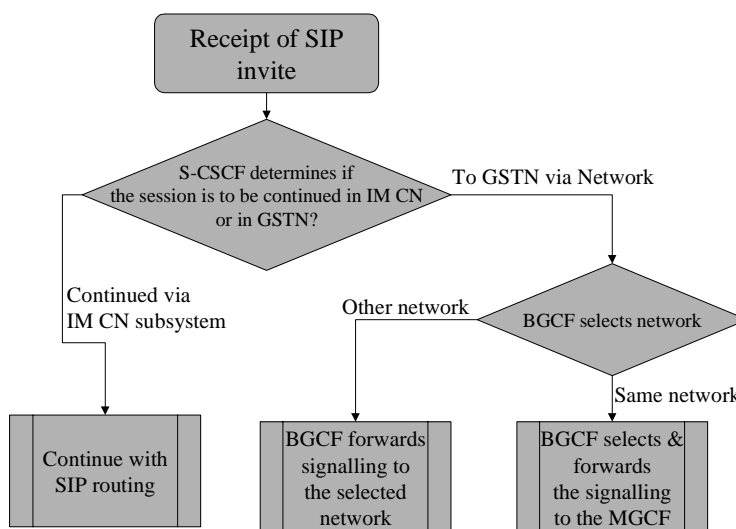 Receipt of SIP
invite
S-CSCF determines if
the session is to be continued in IM CN
or in GSTN?
To GSTN via Network
Continued via
IM CN subsystem
Other network
BGCF selects network
Same network
Continue with
SIP routing
BGCF forwards
signalling to
the selected
network
BGCF selects &
forwards
the signalling
to the MGCF